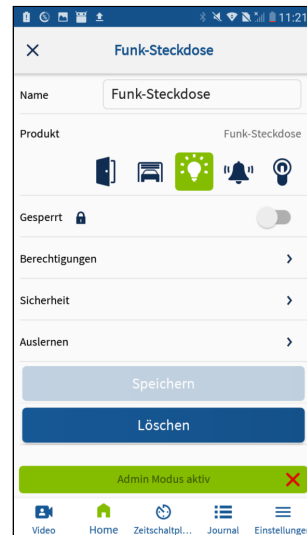 11:21
Funk-Steckdose
Name Funk-Steckdose
Produkt Funk-Steckdose
Gesperrt
Berechtigungen
Sicherheit
Auslernen
Speichern
Löschen
Admin Modus aktiv
Video Home Zeitschaltpl... Journal Einstellungen